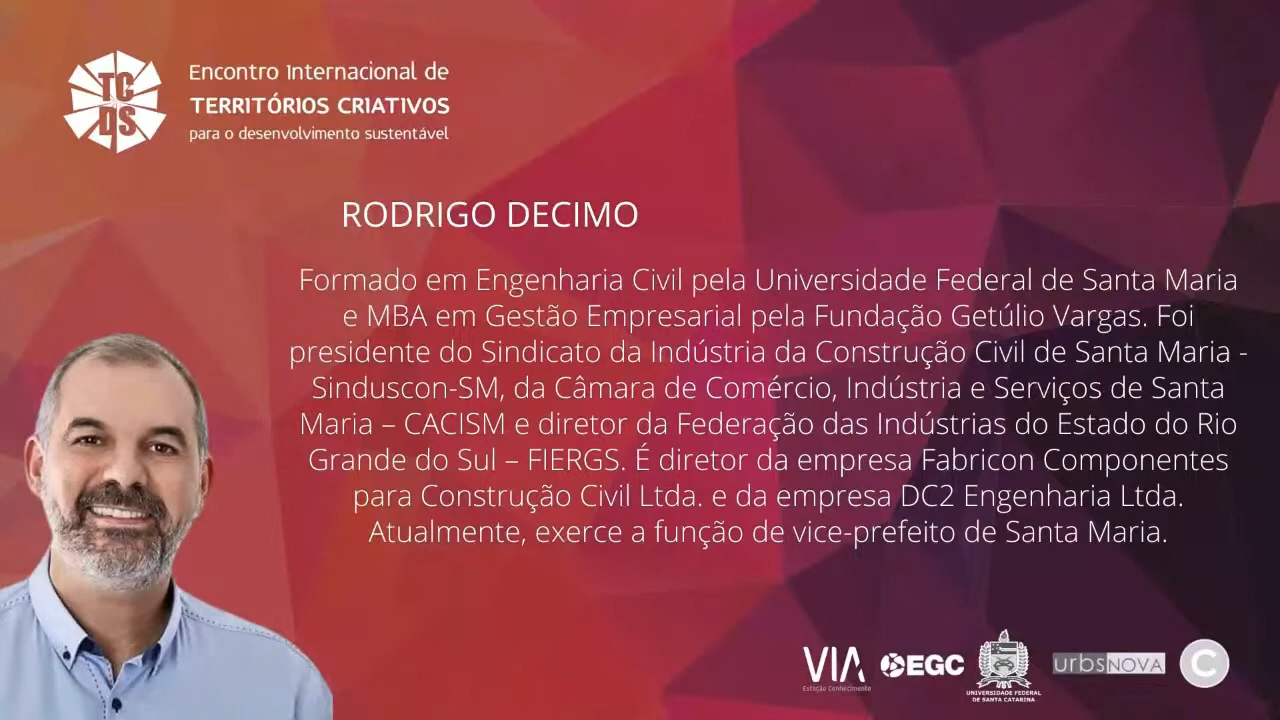 TC
DS
Encontro Internacional de
TERRITÓRIOS CRIATIVOS
para o desenvolvimento sustentável
RODRIGO DECIMO
Formado em Engenharia Civil pela Universidade Federal de Santa Maria
e MBA em Gestão Empresarial pela Fundação Getúlio Vargas. Foi
presidente do Sindicato da Indústria da Construção Civil de Santa Maria -
Sinduscon-SM, da Câmara de Comércio, Indústria e Serviços de Santa
Maria – CACISM e diretor da Federação das Indústrias do Estado do Rio
Grande do Sul – FIERGS. É diretor da empresa Fabricon Componentes
para Construção Civil Ltda. e da empresa DC2 Engenharia Ltda.
Atualmente, exerce a função de vice-prefeito de Santa Maria.
VIA
Estação Conhecimento
EGC
UNIVERSIDADE FEDERAL
DE SANTA CATARINA
urbsNOVA
C